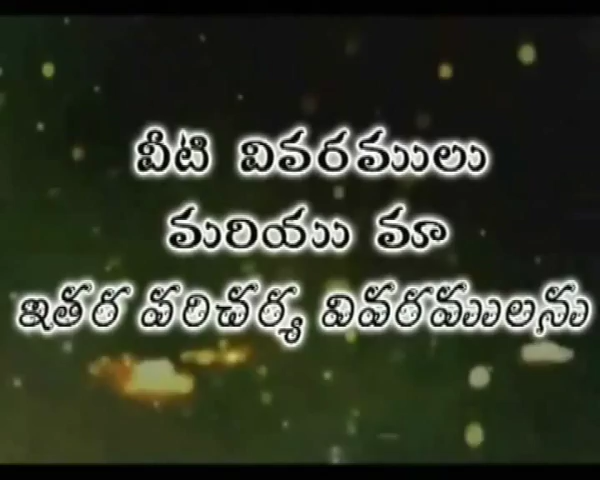 వీటి వివరములు
మరియు మా
ఇతర పరిచర్య వివరములను